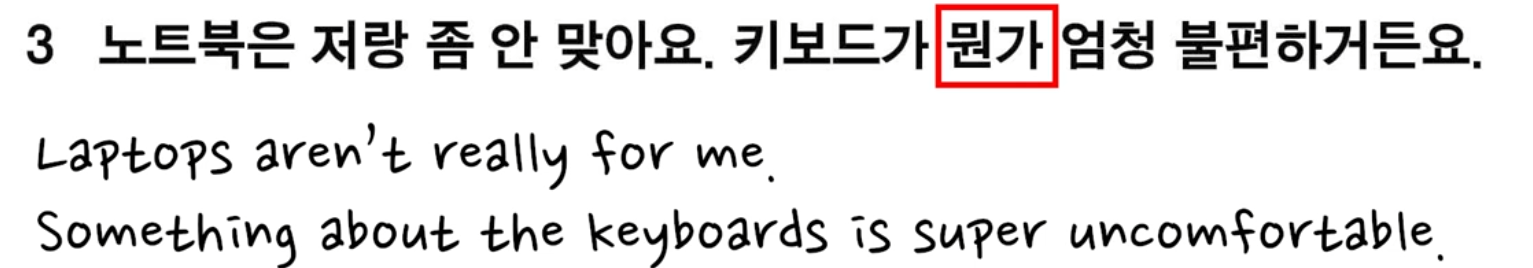 3 노트북은 저랑 좀 안 맞아요. 키보드가 뭔가 엄청 불편하거든요.
Laptops aren't really for me.
Something about the keyboards is super uncomfortable.